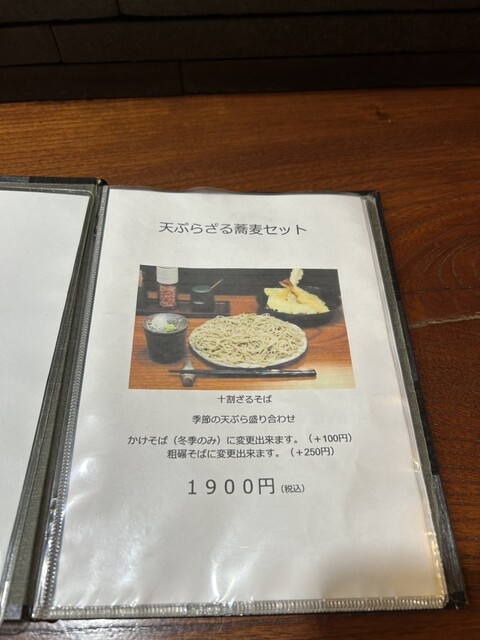 天ぷらざる蕎麦セット
十割ざるそば
季節の天ぷら盛り合わせ
かけそば（冬季のみ）に変更出来ます。（＋100円）
粗碾そばに変更出来ます。（＋250円）
１９００円（税込）